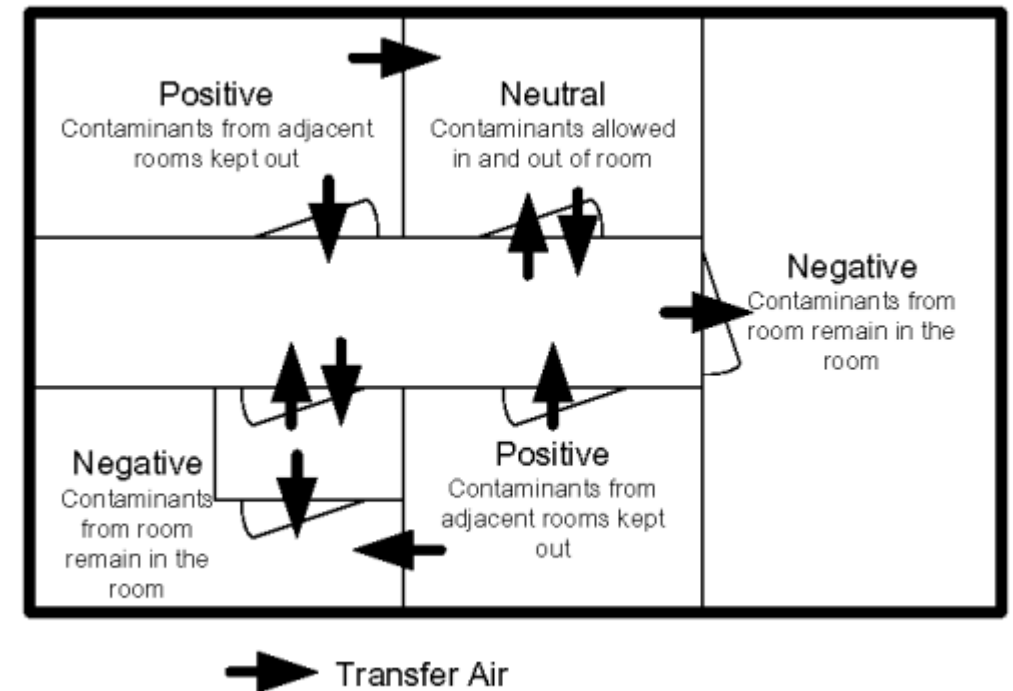 Positive
Contaminants from adjacent
rooms kept out
Neutral
Contaminants allowed
in and out of room
Negative
Contaminants from
room remain in the
room
Negative
Contaminants
from room
remain in the
room
Positive
Contaminants from
adjacent rooms kept
out
Transfer Air